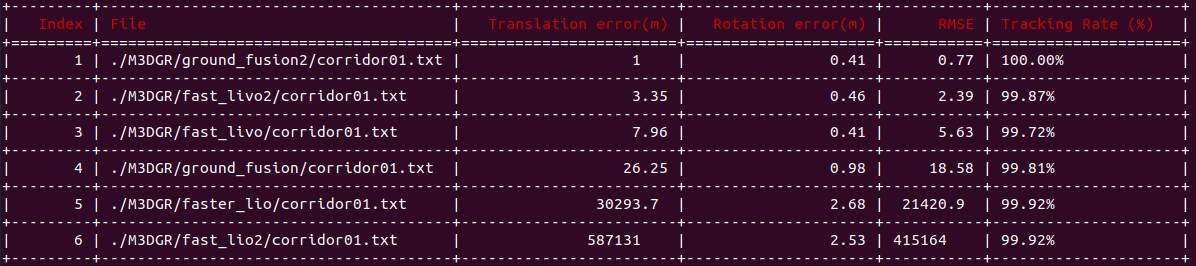 +---------+---------------------------------------+------------------------+---------------------+-----------+---------------------+
|   Index | File                                  |   Translation error(m) |   Rotation error(m) |      RMSE | Tracking Rate (%)   |
+=========+=======================================+========================+=====================+===========+=====================+
|       1 | ./M3DGR/ground_fusion2/corridor01.txt |                   1    |                0.41 |      0.77 | 100.00%             |
+---------+---------------------------------------+------------------------+---------------------+-----------+---------------------+
|       2 | ./M3DGR/fast_livo2/corridor01.txt     |                   3.35 |                0.46 |      2.39 | 99.87%              |
+---------+---------------------------------------+------------------------+---------------------+-----------+---------------------+
|       3 | ./M3DGR/fast_livo/corridor01.txt      |                   7.96 |                0.41 |      5.63 | 99.72%              |
+---------+---------------------------------------+------------------------+---------------------+-----------+---------------------+
|       4 | ./M3DGR/ground_fusion/corridor01.txt  |                  26.25 |                0.98 |     18.58 | 99.81%              |
+---------+---------------------------------------+------------------------+---------------------+-----------+---------------------+
|       5 | ./M3DGR/faster_lio/corridor01.txt     |               30293.7  |                2.68 |  21420.9  | 99.92%              |
+---------+---------------------------------------+------------------------+---------------------+-----------+---------------------+
|       6 | ./M3DGR/fast_lio2/corridor01.txt      |              587131    |                2.53 | 415164    | 99.92%              |
+---------+---------------------------------------+------------------------+---------------------+-----------+---------------------+